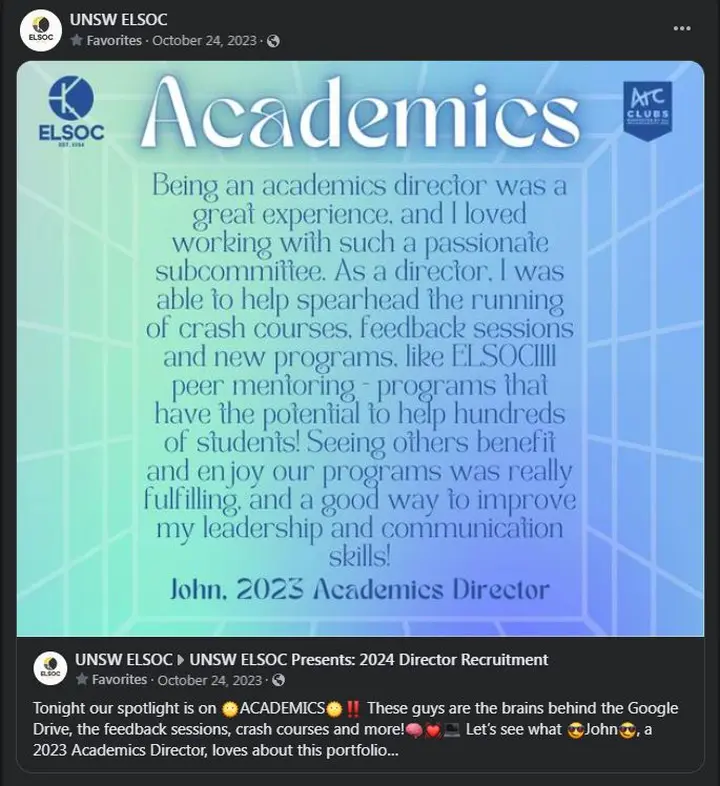 UNSW ELSOC
Favorites · October 24, 2023 ·
ELSOC
ELSOC
Academics
ARC
CLUBS
Being an academics director was a
great experience, and I loved
working with such a passionate
subcommittee. As a director, I was
able to help spearhead the running
of crash courses, feedback sessions
and new programs, like ELSOC1111
peer mentoring - programs that
have the potential to help hundreds
of students! Seeing others benefit
and enjoy our programs was really
fulfilling, and a good way to improve
my leadership and communication
skills!
John, 2023 Academics Director
UNSW ELSOC ▶ UNSW ELSOC Presents: 2024 Director Recruitment
ELSOC
Favorites · October 24, 2023 ·
Tonight our spotlight is on 🌝ACADEMICS🌝‼️ These guys are the brains behind the Google
Drive, the feedback sessions, crash courses and more!🧠❤️💻 Let's see what 😎John😎, a
2023 Academics Director, loves about this portfolio...